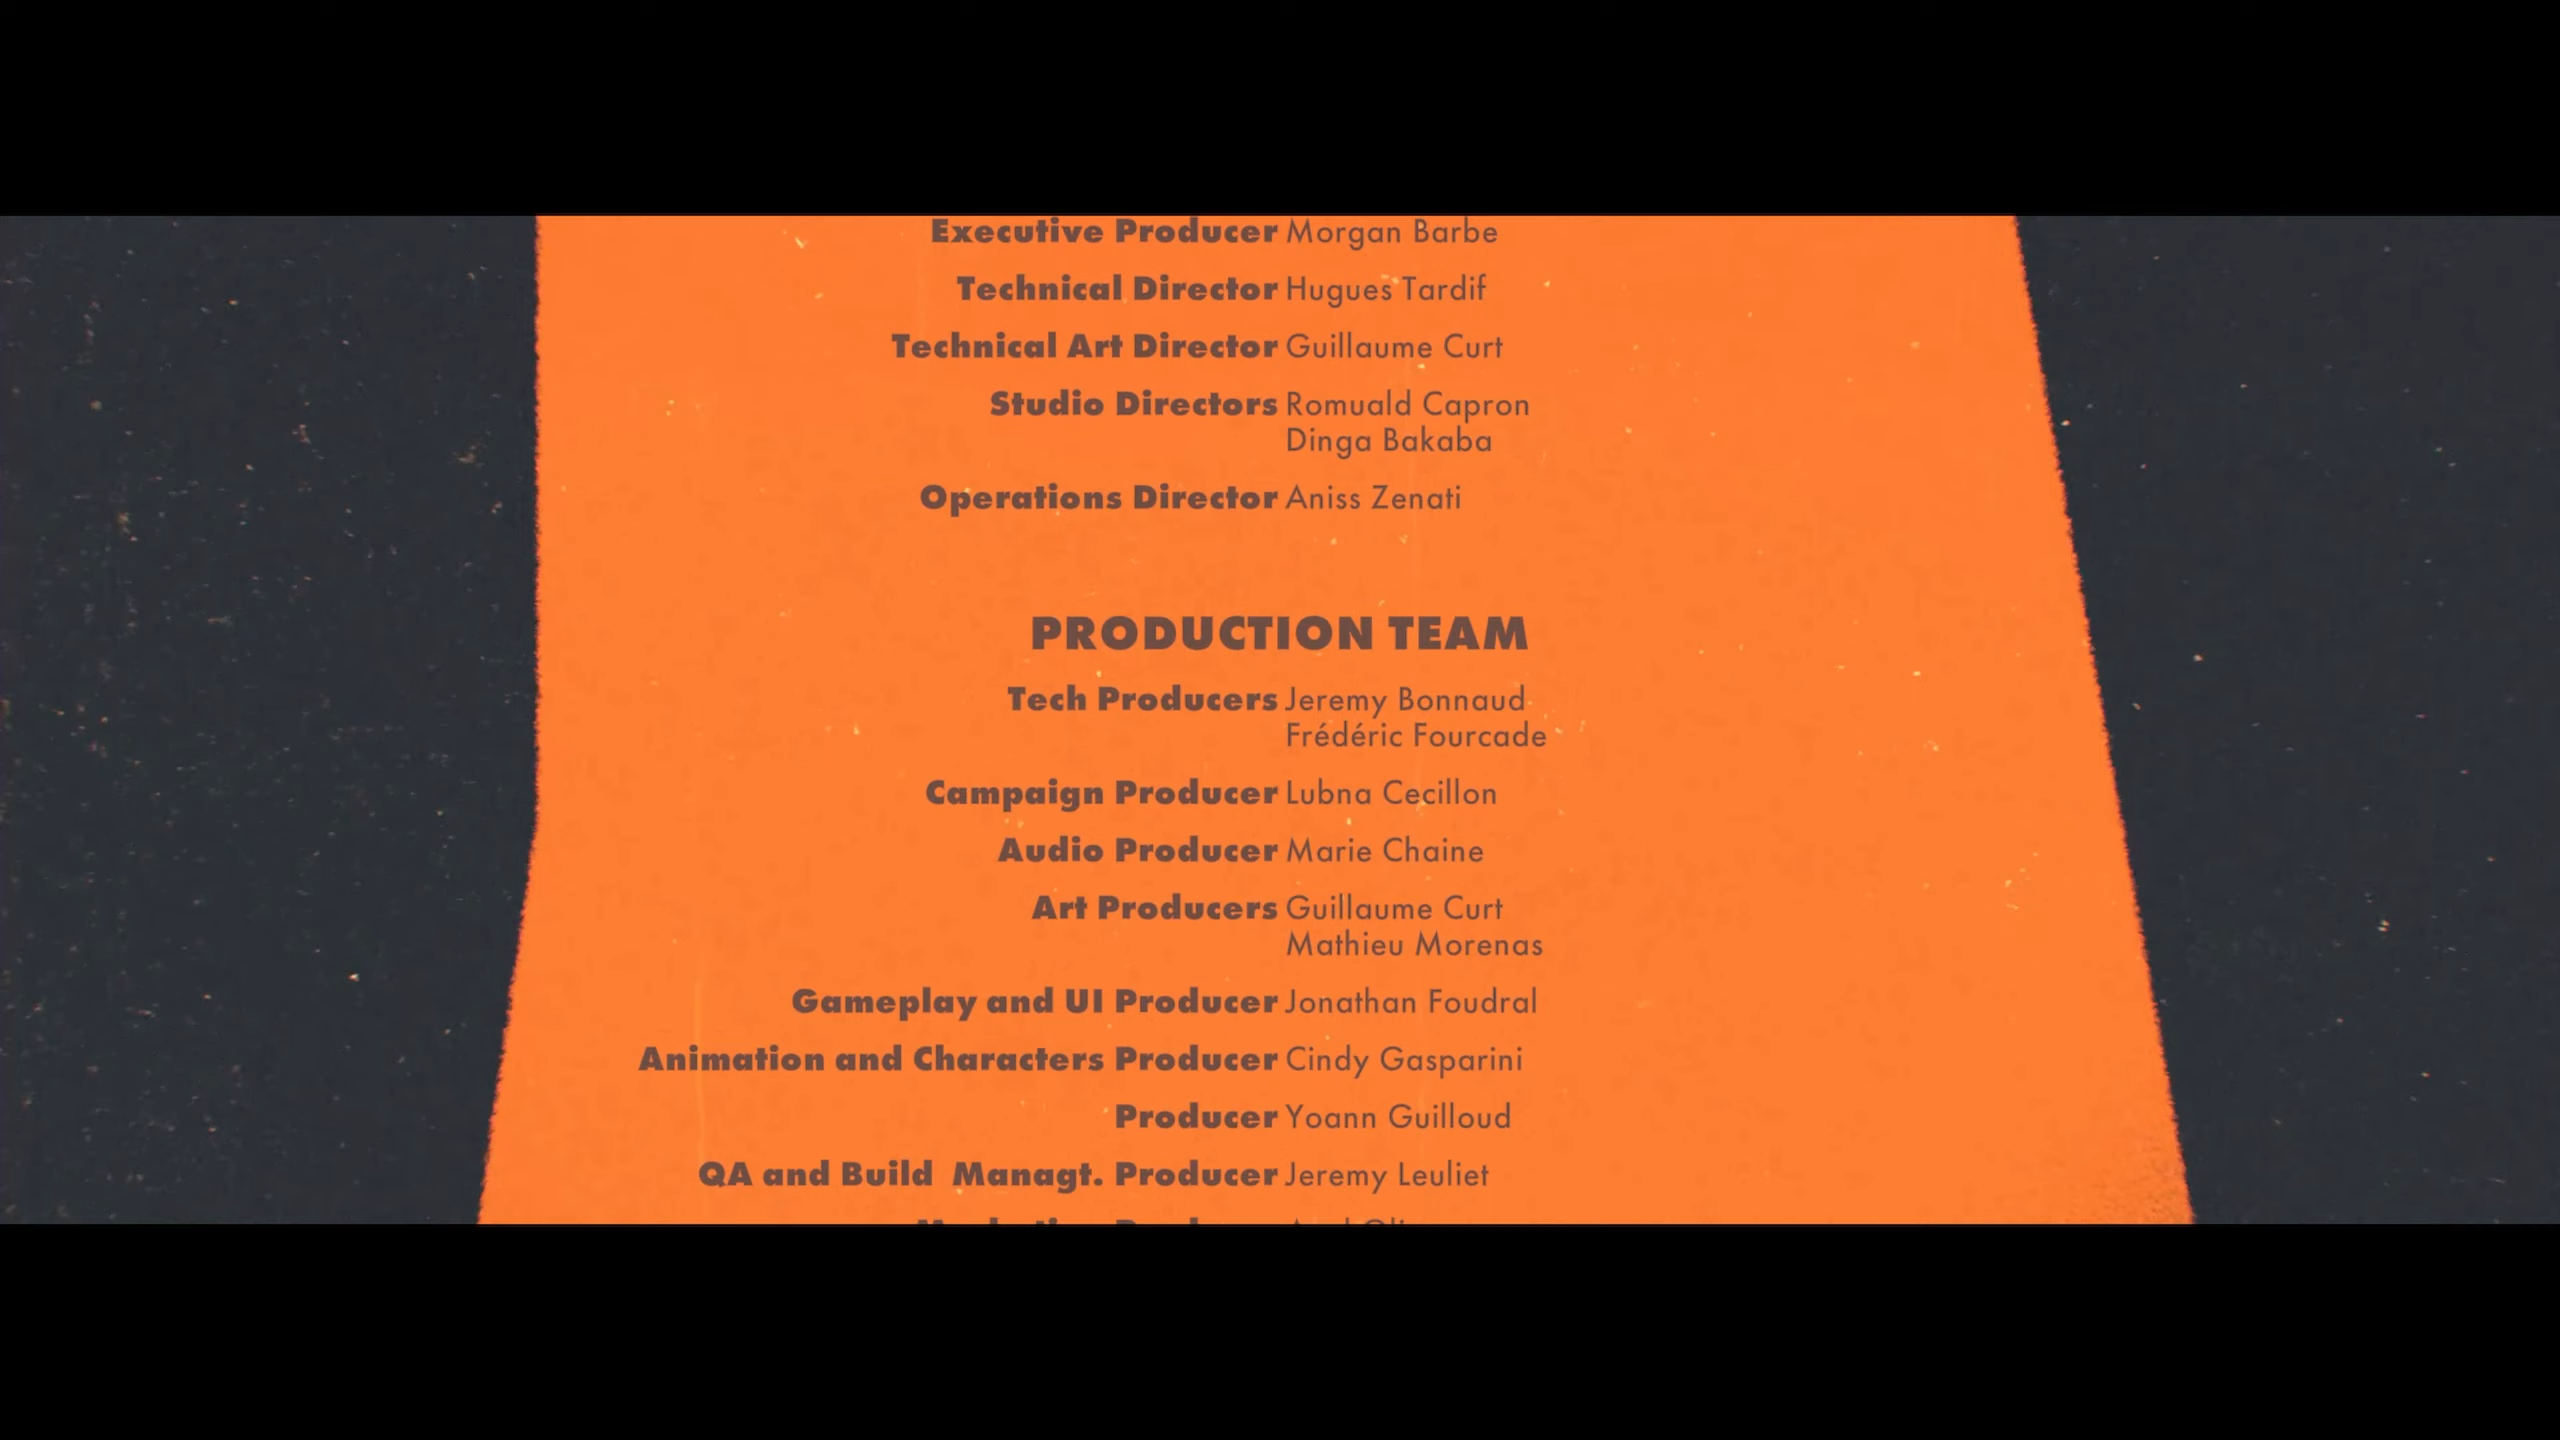 Executive Producer Morgan Barbe
Technical Director Hugues Tardif
Technical Art Director Guillaume Curt
Studio Directors Romuald Capron
Dinga Bakaba
Operations Director Aniss Zenati
PRODUCTION TEAM
Tech Producers Jeremy Bonnaud
Frédéric Fourcade
Campaign Producer Lubna Cecillon
Audio Producer Marie Chaine
Art Producers Guillaume Curt
Mathieu Morenas
Gameplay and UI Producer Jonathan Foudral
Animation and Characters Producer Cindy Gasparini
Producer Yoann Guilloud
QA and Build Managt. Producer Jeremy Leuliet